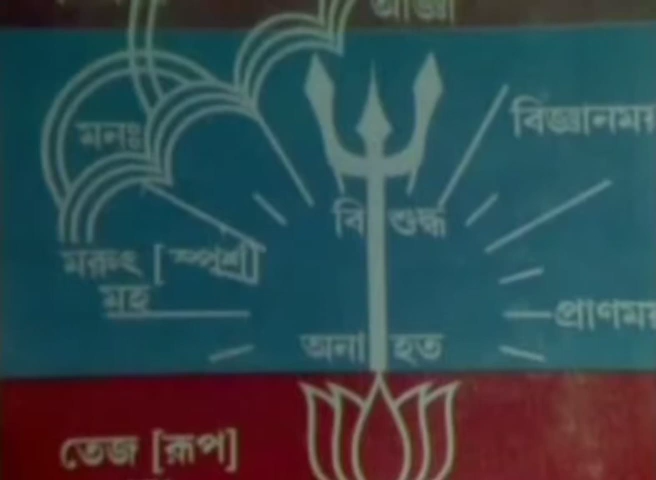 আজ্ঞা
মনঃ
বিজ্ঞানময়
বিশুদ্ধ
মরুৎ [স্পর্শ]
মহ
প্রাণময়
অনাহত
তেজ [রূপ]